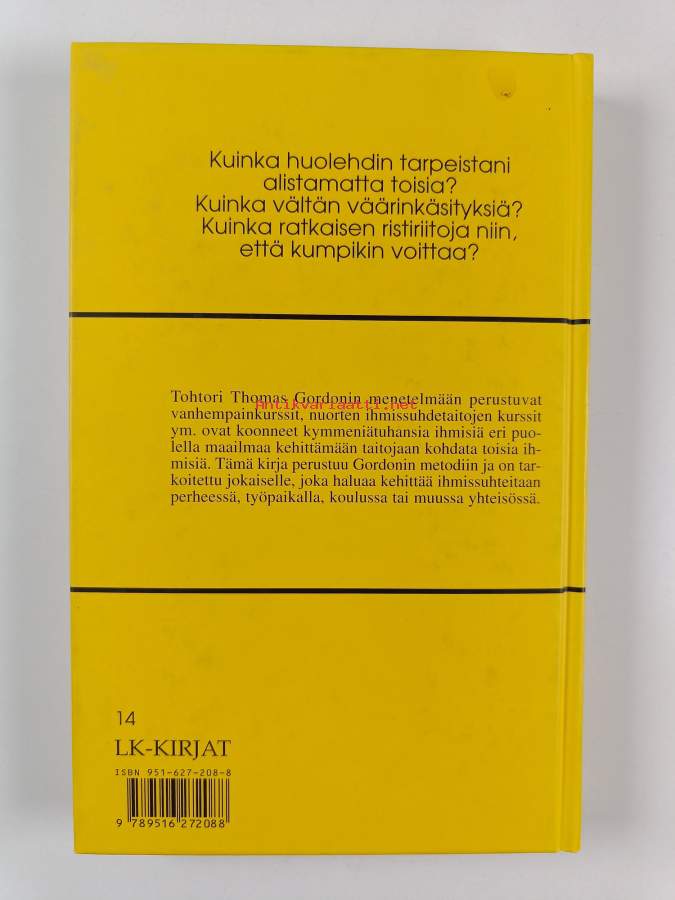 Kuinka huolehdin tarpeistani
alistamatta toisia?
Kuinka vältän väärinkäsityksiä?
Kuinka ratkaisen ristiriitoja niin,
että kumpikin voittaa?
Tohtori Thomas Gordonin menetelmään perustuvat
Antikvariaatti.net
vanhempainkurssit, nuorten ihmissuhdetaitojen kurssit
ym. ovat koonneet kymmeniätuhansia ihmisiä eri puo-
lella maailmaa kehittämään taitojaan kohdata toisia ih-
misiä. Tämä kirja perustuu Gordonin metodiin ja on tar-
koitettu jokaiselle, joka haluaa kehittää ihmissuhteitaan
perheessä, työpaikalla, koulussa tai muussa yhteisössä.
14
LK-KIRJAT
ISBN 951-627-208-8
9 789516 272088